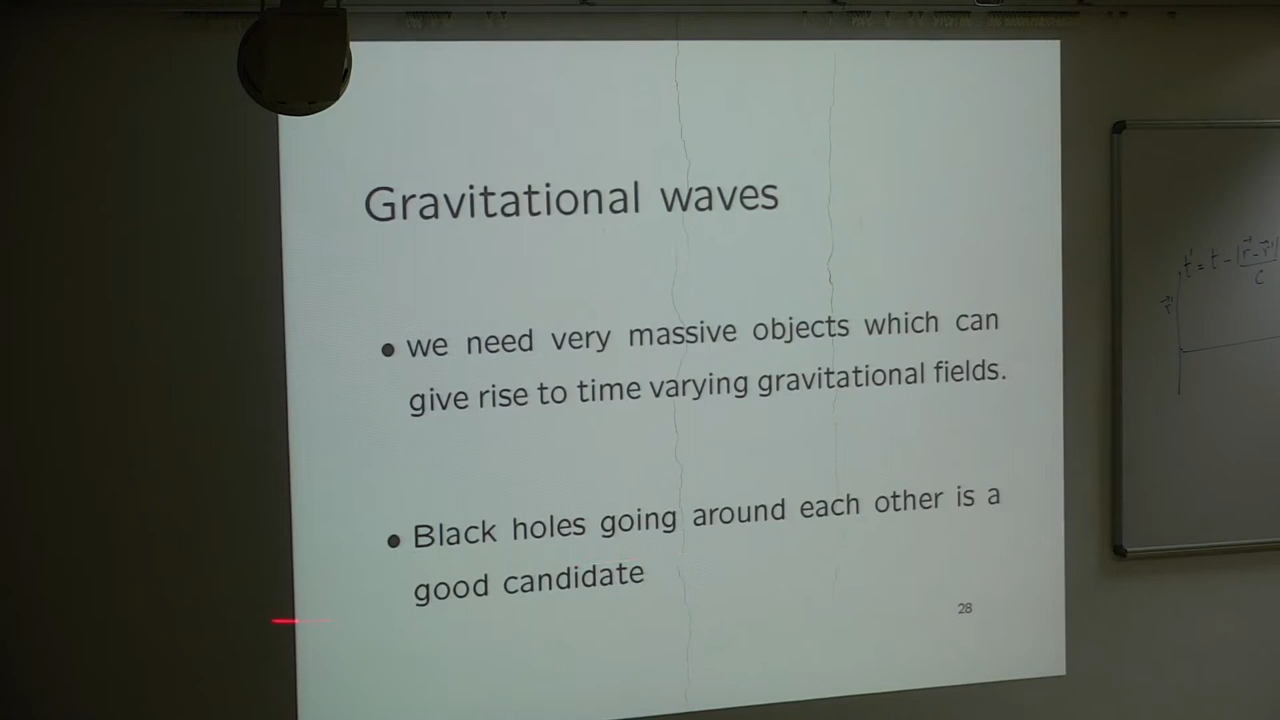 Gravitational waves
• we need very massive objects which can
give rise to time varying gravitational fields.
• Black holes going around each other is a
good candidate
28
t' = t - |r⃗ - r⃗'|
c
r⃗'